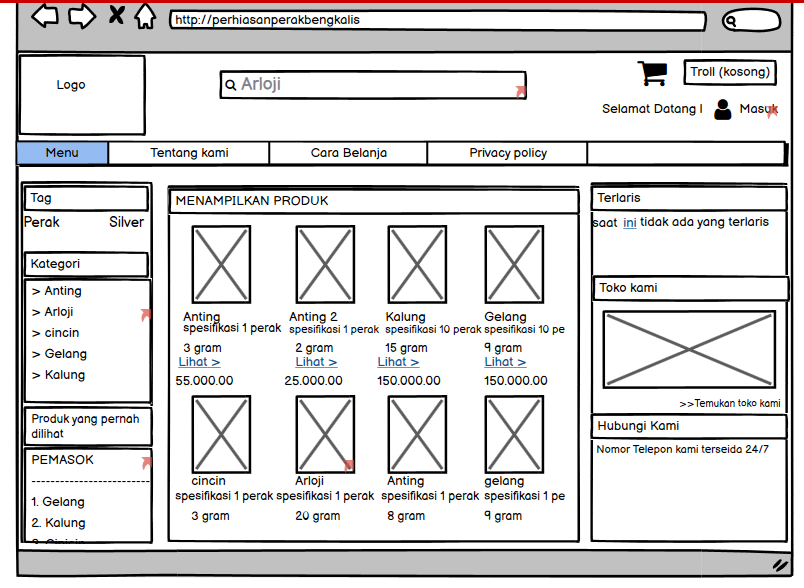 http://perhiasanperakbengkalis
Logo
Arloji
Troll (kosong)
Selamat Datang I Masuk
Menu Tentang kami Cara Belanja Privacy policy
Tag
Perak Silver
Kategori
> Anting
> Arloji
> cincin
> Gelang
> Kalung
Produk yang pernah
dilihat
PEMASOK
1. Gelang
2. Kalung
MENAMPILKAN PRODUK
Anting Anting 2 Kalung Gelang
spesifikasi 1 perak spesifikasi 1 perak spesifikasi 10 perak spesifikasi 10 pe
3 gram 2 gram 15 gram 9 gram
Lihat > Lihat > Lihat > Lihat >
55.000.00 25.000.00 150.000.00 150.000.00
cincin Arloji Anting gelang
spesifikasi 1 perak spesifikasi 1 perak spesifikasi 1 perak spesifikasi 1 pe
3 gram 20 gram 8 gram 9 gram
Terlaris
saat ini tidak ada yang terlaris
Toko kami
>>Temukan toko kami
Hubungi Kami
Nomor Telepon kami terseida 24/7